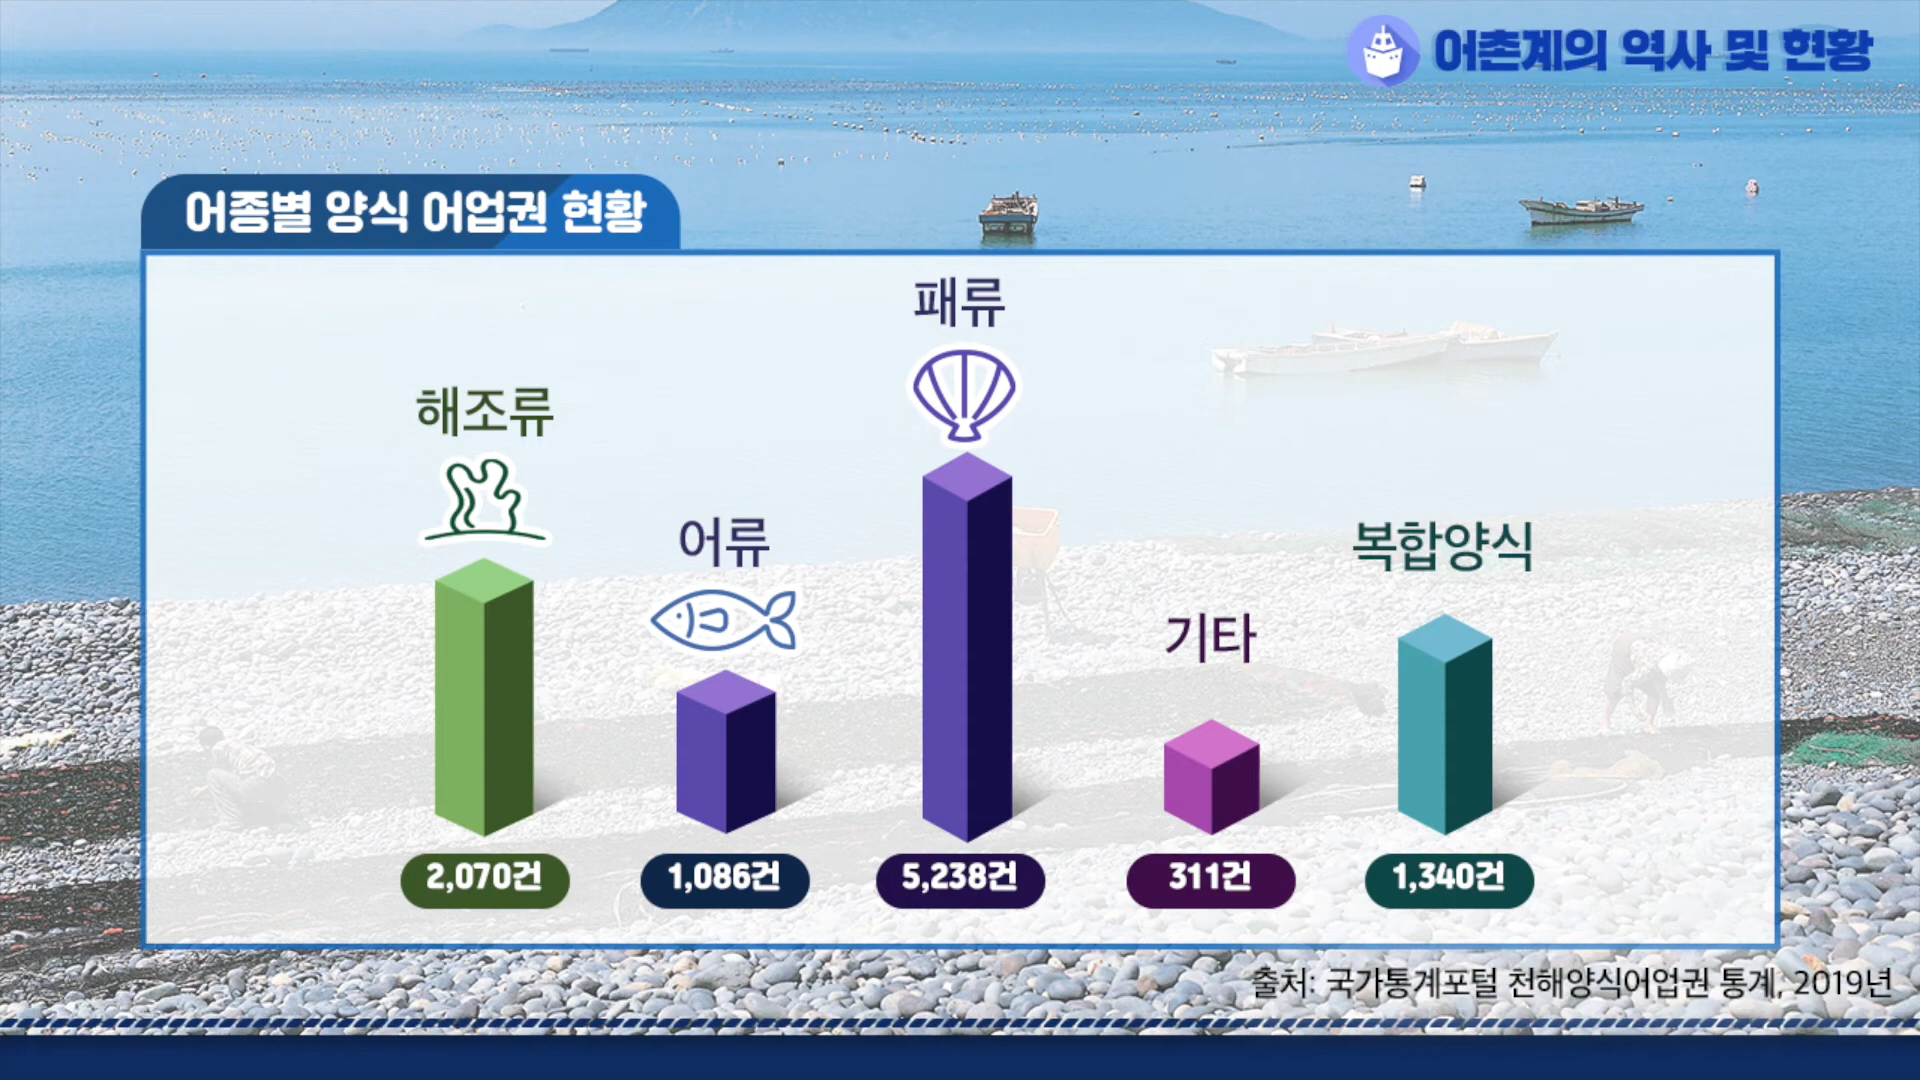 어촌계의 역사 및 현황
어종별 양식 어업권 현황
해조류
어류
패류
기타
복합양식
2,070건
1,086건
5,238건
311건
1,340건
출처: 국가통계포털 천해양식어업권 통계, 2019년